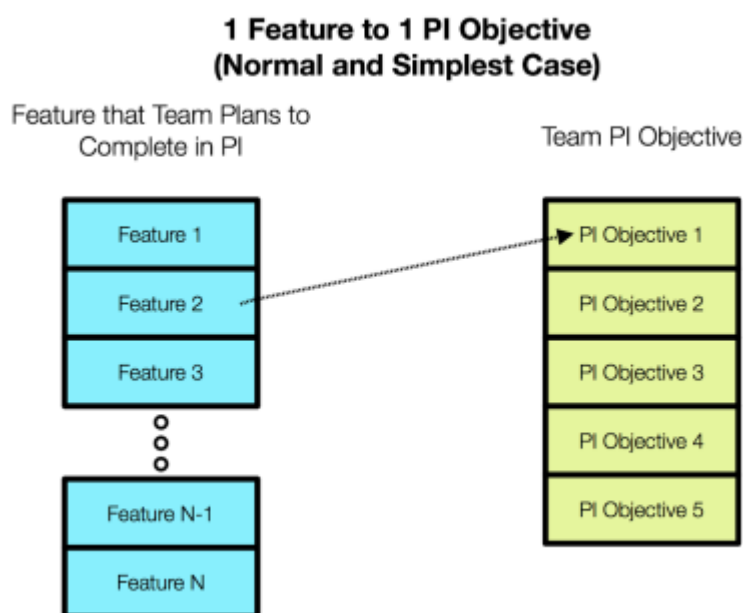 1 Feature to 1 PI Objective
(Normal and Simplest Case)
Feature that Team Plans to
Complete in PI
Team PI Objective
Feature 1
Feature 2
Feature 3
Feature N-1
Feature N
PI Objective 1
PI Objective 2
PI Objective 3
PI Objective 4
PI Objective 5